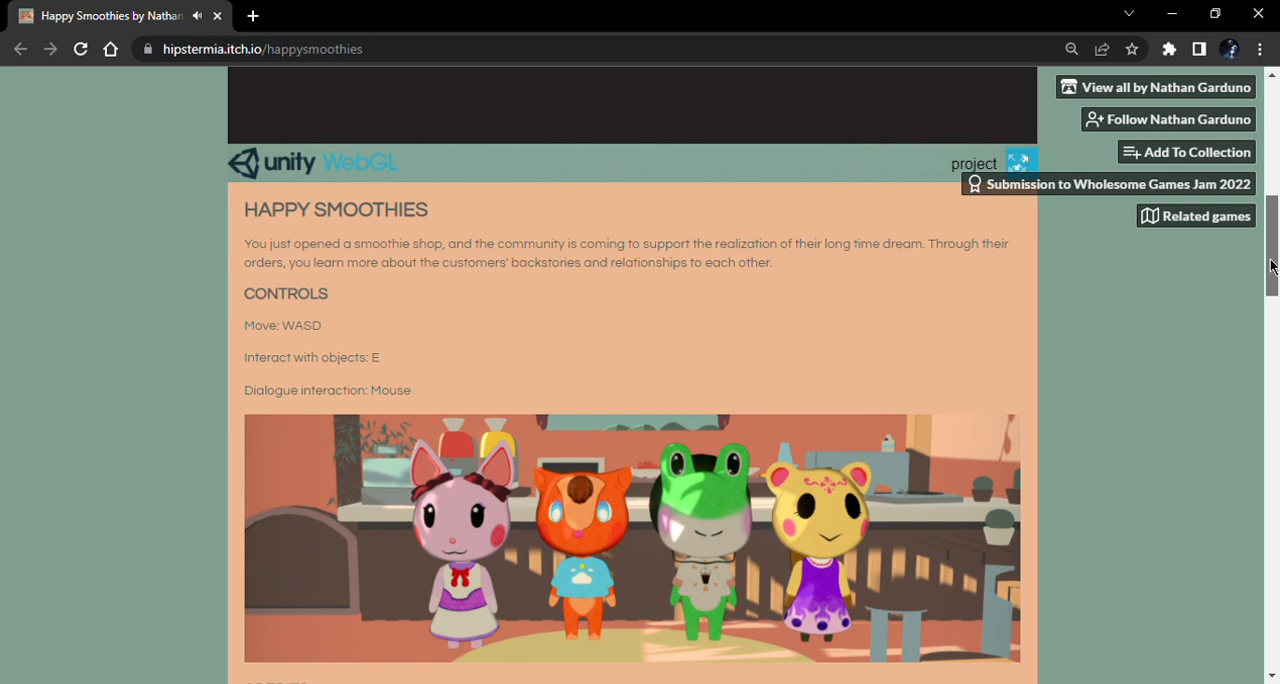 Happy Smoothies by Nathan
hipstermia.itch.io/happysmoothies
View all by Nathan Garduno
Follow Nathan Garduno
Add To Collection
unity WebGL
project
Submission to Wholesome Games Jam 2022
Related games
HAPPY SMOOTHIES
You just opened a smoothie shop, and the community is coming to support the realization of their long time dream. Through their
orders, you learn more about the customers' backstories and relationships to each other.
CONTROLS
Move: WASD
Interact with objects: E
Dialogue interaction: Mouse